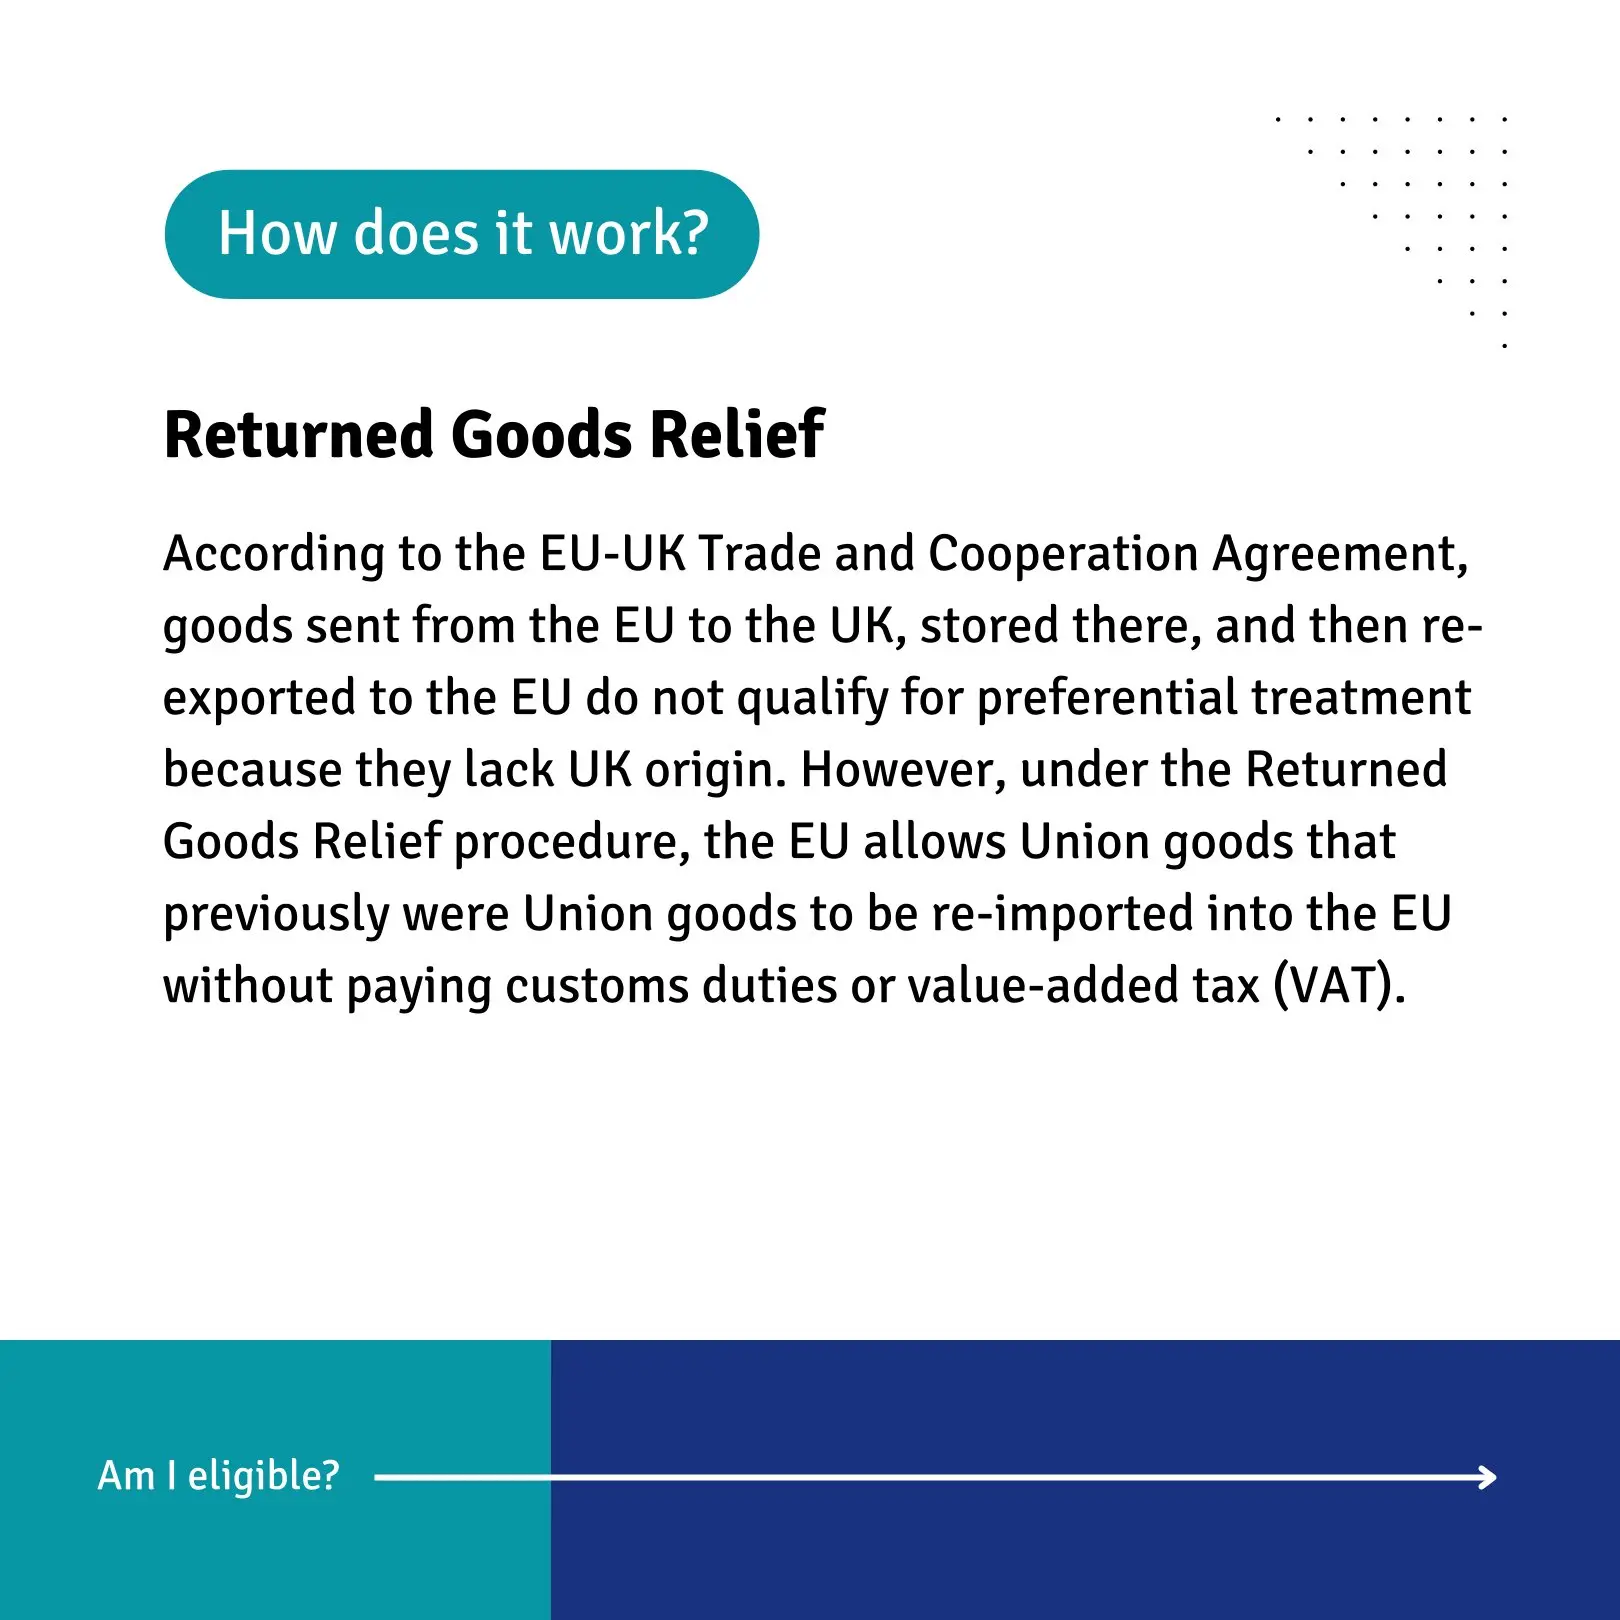 How does it work?
Returned Goods Relief
According to the EU-UK Trade and Cooperation Agreement,
goods sent from the EU to the UK, stored there, and then re-
exported to the EU do not qualify for preferential treatment
because they lack UK origin. However, under the Returned
Goods Relief procedure, the EU allows Union goods that
previously were Union goods to be re-imported into the EU
without paying customs duties or value-added tax (VAT).
Am I eligible?